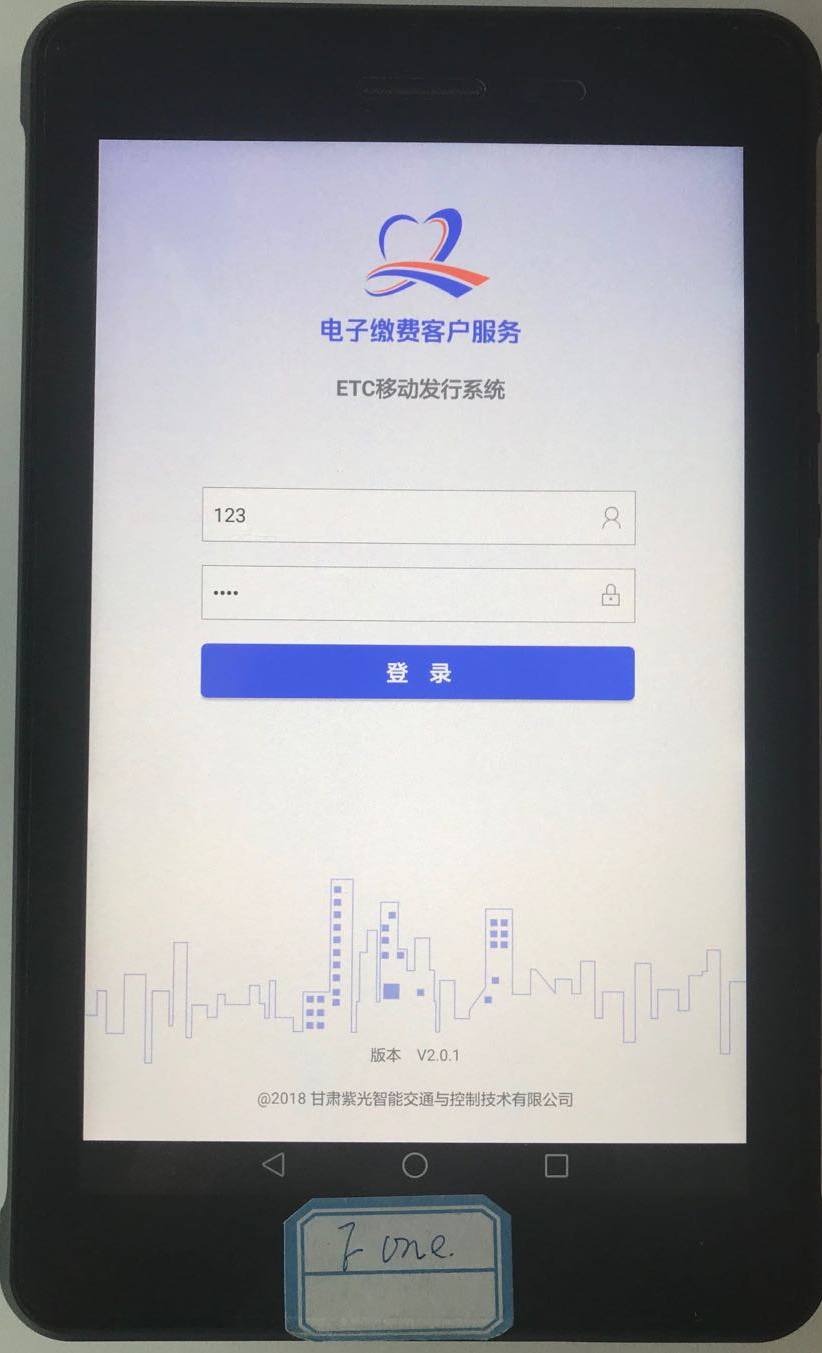 电子缴费客户服务
ETC移动发行系统
123
••••
登 录
版本 V2.0.1
@2018 甘肃紫光智能交通与控制技术有限公司
one.